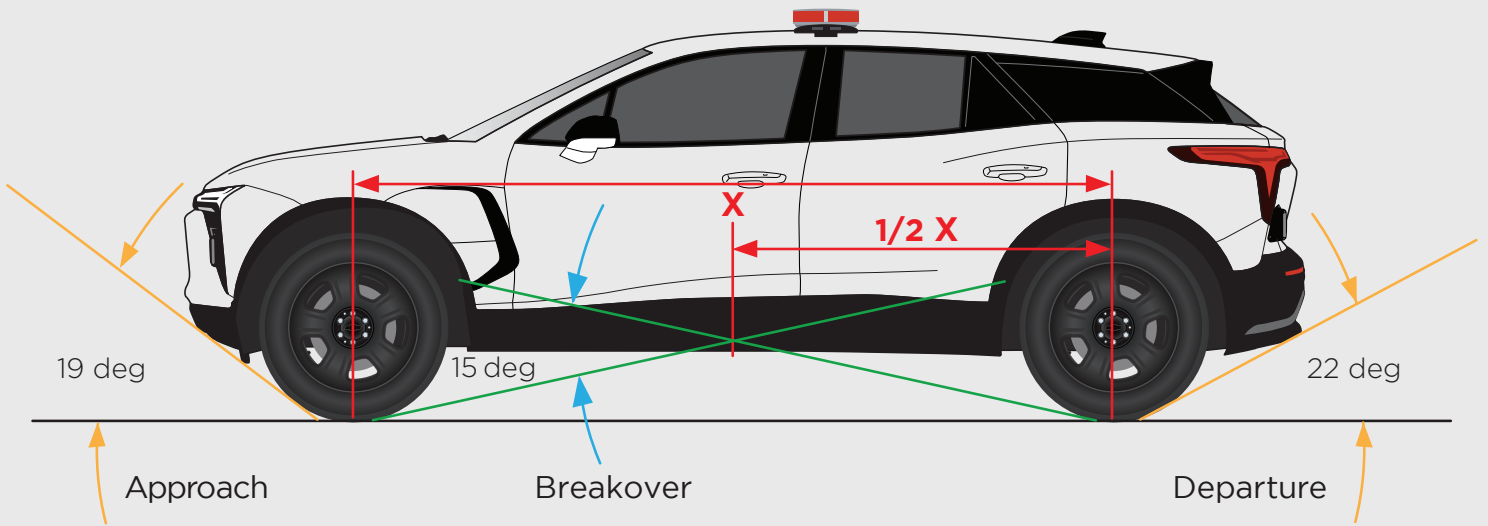 X
1/2 X
19 deg
15 deg
22 deg
Approach
Breakover
Departure